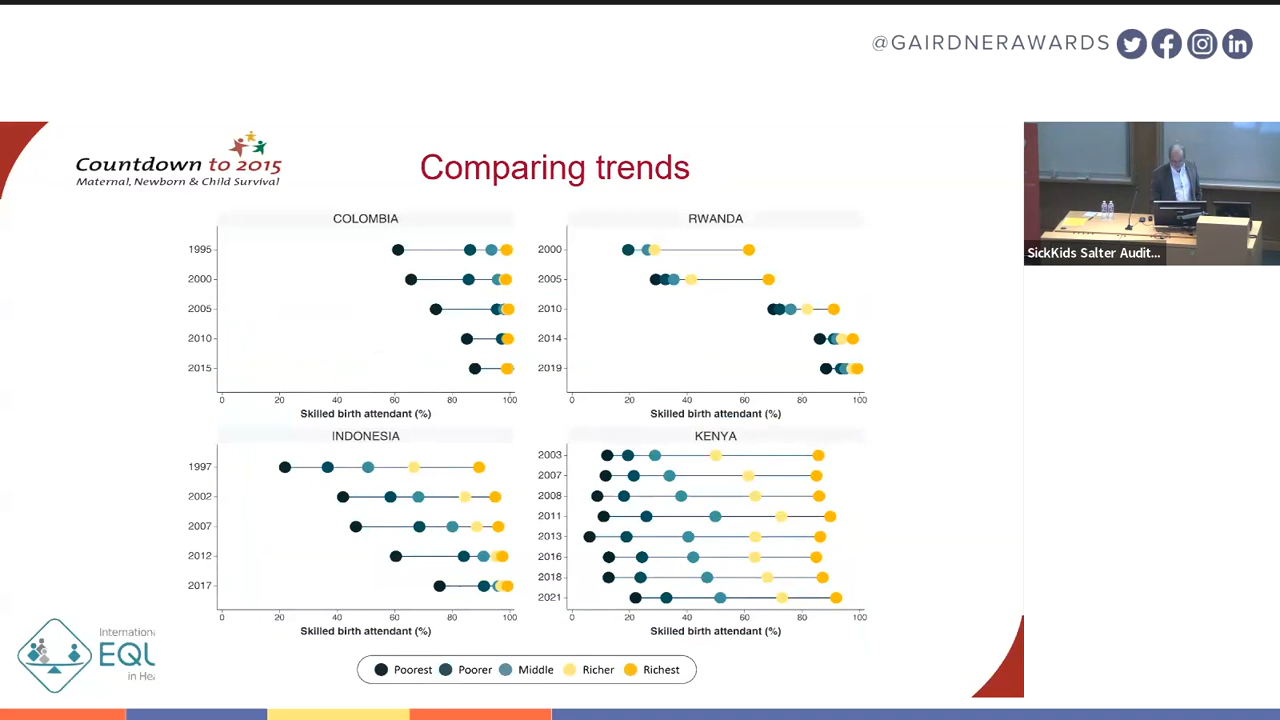 @GAIRDNERAWARDS
Countdown to 2015
Maternal, Newborn & Child Survival
Comparing trends
SickKids Salter Audit...
COLOMBIA
1995
2000
2005
2010
2015
0 20 40 60 80 100
Skilled birth attendant (%)
RWANDA
2000
2005
2010
2014
2019
0 20 40 60 80 100
Skilled birth attendant (%)
INDONESIA
1997
2002
2007
2012
2017
0 20 40 60 80 100
Skilled birth attendant (%)
KENYA
2003
2007
2008
2011
2013
2016
2018
2021
0 20 40 60 80 100
Skilled birth attendant (%)
Internationa
EQU
in Hea
Poorest Poorer Middle Richer Richest